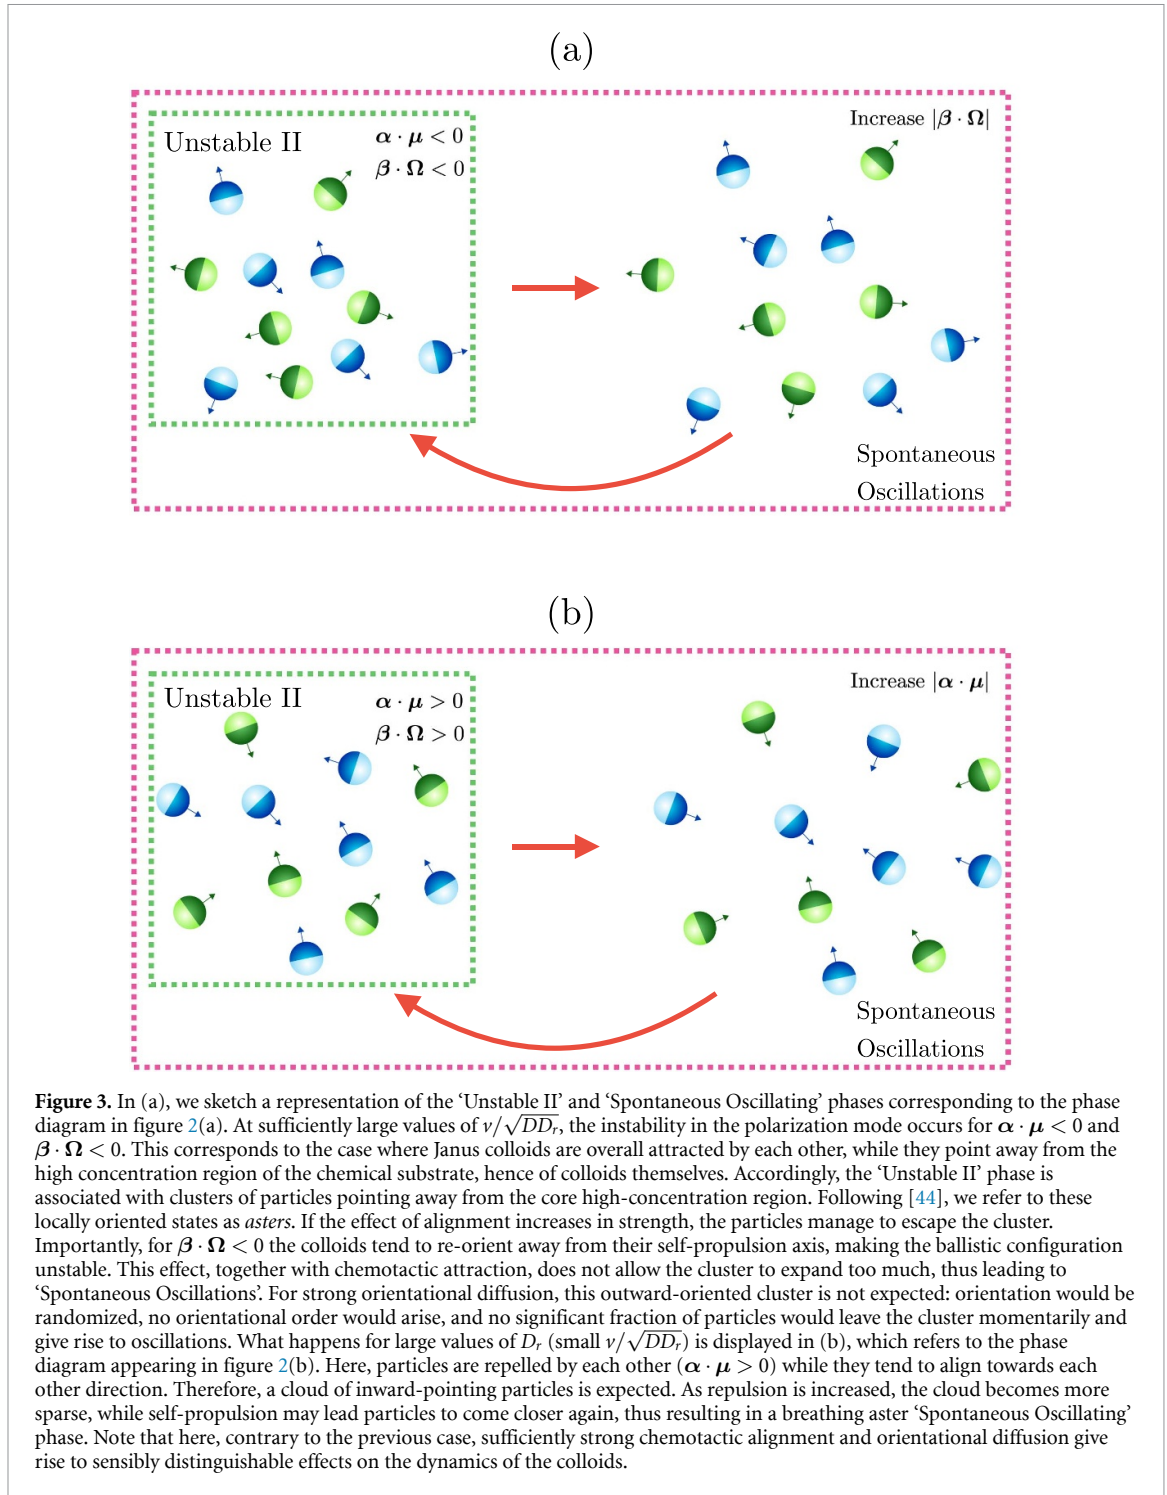 (a)
Unstable II
α · μ < 0
β · Ω < 0
Increase |β · Ω|
Spontaneous
Oscillations
(b)
Unstable II
α · μ > 0
β · Ω > 0
Increase |α · μ|
Spontaneous
Oscillations
Figure 3. In (a), we sketch a representation of the ‘Unstable II’ and ‘Spontaneous Oscillating’ phases corresponding to the phase
diagram in figure 2(a). At sufficiently large values of v/√DDr, the instability in the polarization mode occurs for α · μ < 0 and
β · Ω < 0. This corresponds to the case where Janus colloids are overall attracted by each other, while they point away from the
high concentration region of the chemical substrate, hence of colloids themselves. Accordingly, the ‘Unstable II’ phase is
associated with clusters of particles pointing away from the core high-concentration region. Following [44], we refer to these
locally oriented states as asters. If the effect of alignment increases in strength, the particles manage to escape the cluster.
Importantly, for β · Ω < 0 the colloids tend to re-orient away from their self-propulsion axis, making the ballistic configuration
unstable. This effect, together with chemotactic attraction, does not allow the cluster to expand too much, thus leading to
‘Spontaneous Oscillations’. For strong orientational diffusion, this outward-oriented cluster is not expected: orientation would be
randomized, no orientational order would arise, and no significant fraction of particles would leave the cluster momentarily and
give rise to oscillations. What happens for large values of Dr (small v/√DDr) is displayed in (b), which refers to the phase
diagram appearing in figure 2(b). Here, particles are repelled by each other (α · μ > 0) while they tend to align towards each
other direction. Therefore, a cloud of inward-pointing particles is expected. As repulsion is increased, the cloud becomes more
sparse, while self-propulsion may lead particles to come closer again, thus resulting in a breathing aster ‘Spontaneous Oscillating’
phase. Note that here, contrary to the previous case, sufficiently strong chemotactic alignment and orientational diffusion give
rise to sensibly distinguishable effects on the dynamics of the colloids.